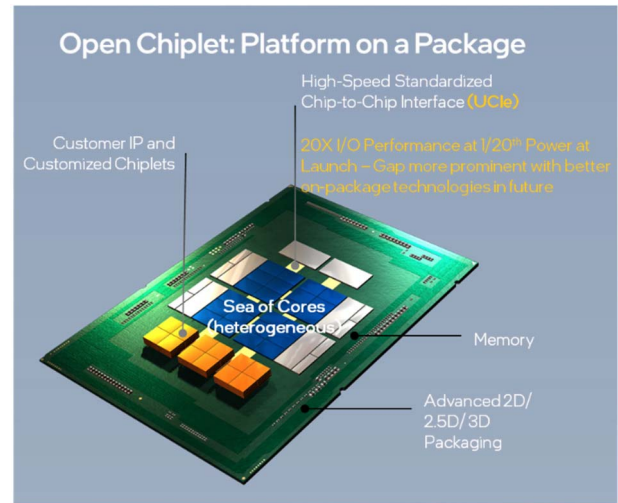 Open Chiplet: Platform on a Package
High-Speed Standardized
Chip-to-Chip Interface (UCIe)
20X I/O Performance at 1/20th Power at
Launch – Gap more prominent with better
on-package technologies in future
Customer IP and
Customized Chiplets
Sea of Cores
(heterogeneous)
Memory
Advanced 2D/
2.5D/3D
Packaging